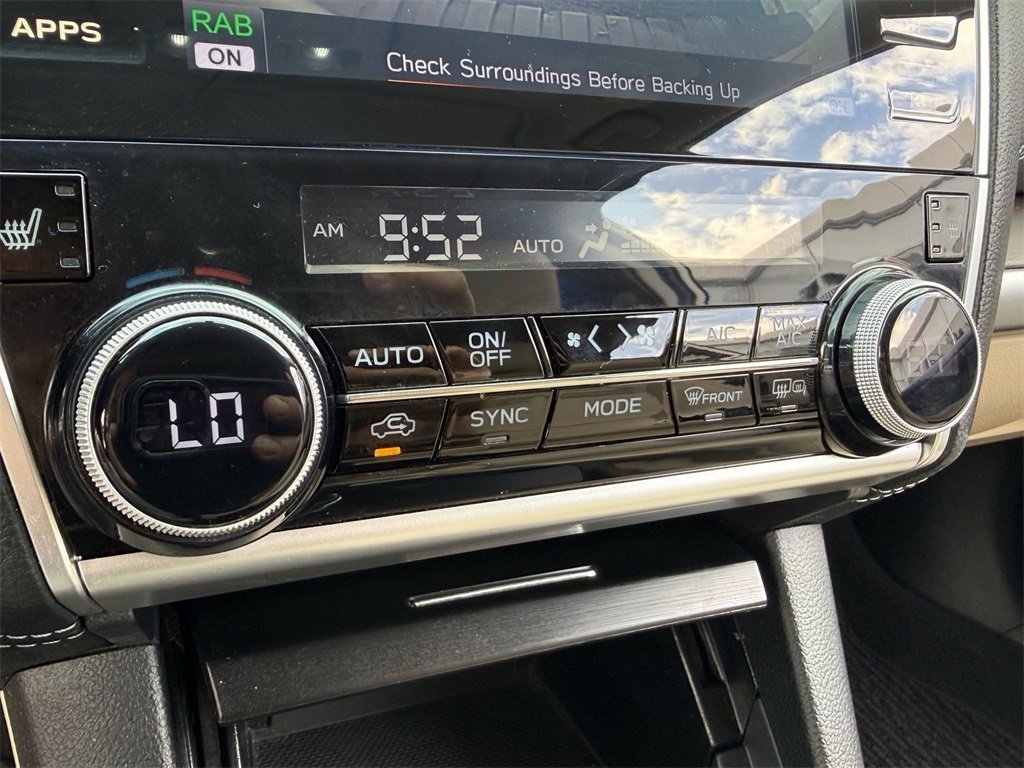 APPS
RAB
ON
Check Surroundings Before Backing Up
AM 9:52 AUTO
AUTO
ON/
OFF
A/C
MAX
A/C
LO
SYNC
MODE
FRONT